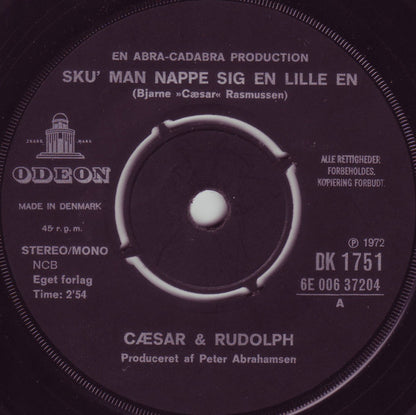 EN ABRA-CADABRA PRODUCTION
SKU' MAN NAPPE SIG EN LILLE EN
(Bjarne »Cæsar« Rasmussen)
TRADE MARK
ODEON
MADE IN DENMARK
45 r.p.m.
STEREO/MONO
NCB
Eget forlag
Time: 2'54
ALLE RETTIGHEDER
FORBEHOLDES.
KOPIERING FORBUDT.
Ⓟ 1972
DK 1751
6E 006 37204
A
CÆSAR & RUDOLPH
Produceret af Peter Abrahamsen